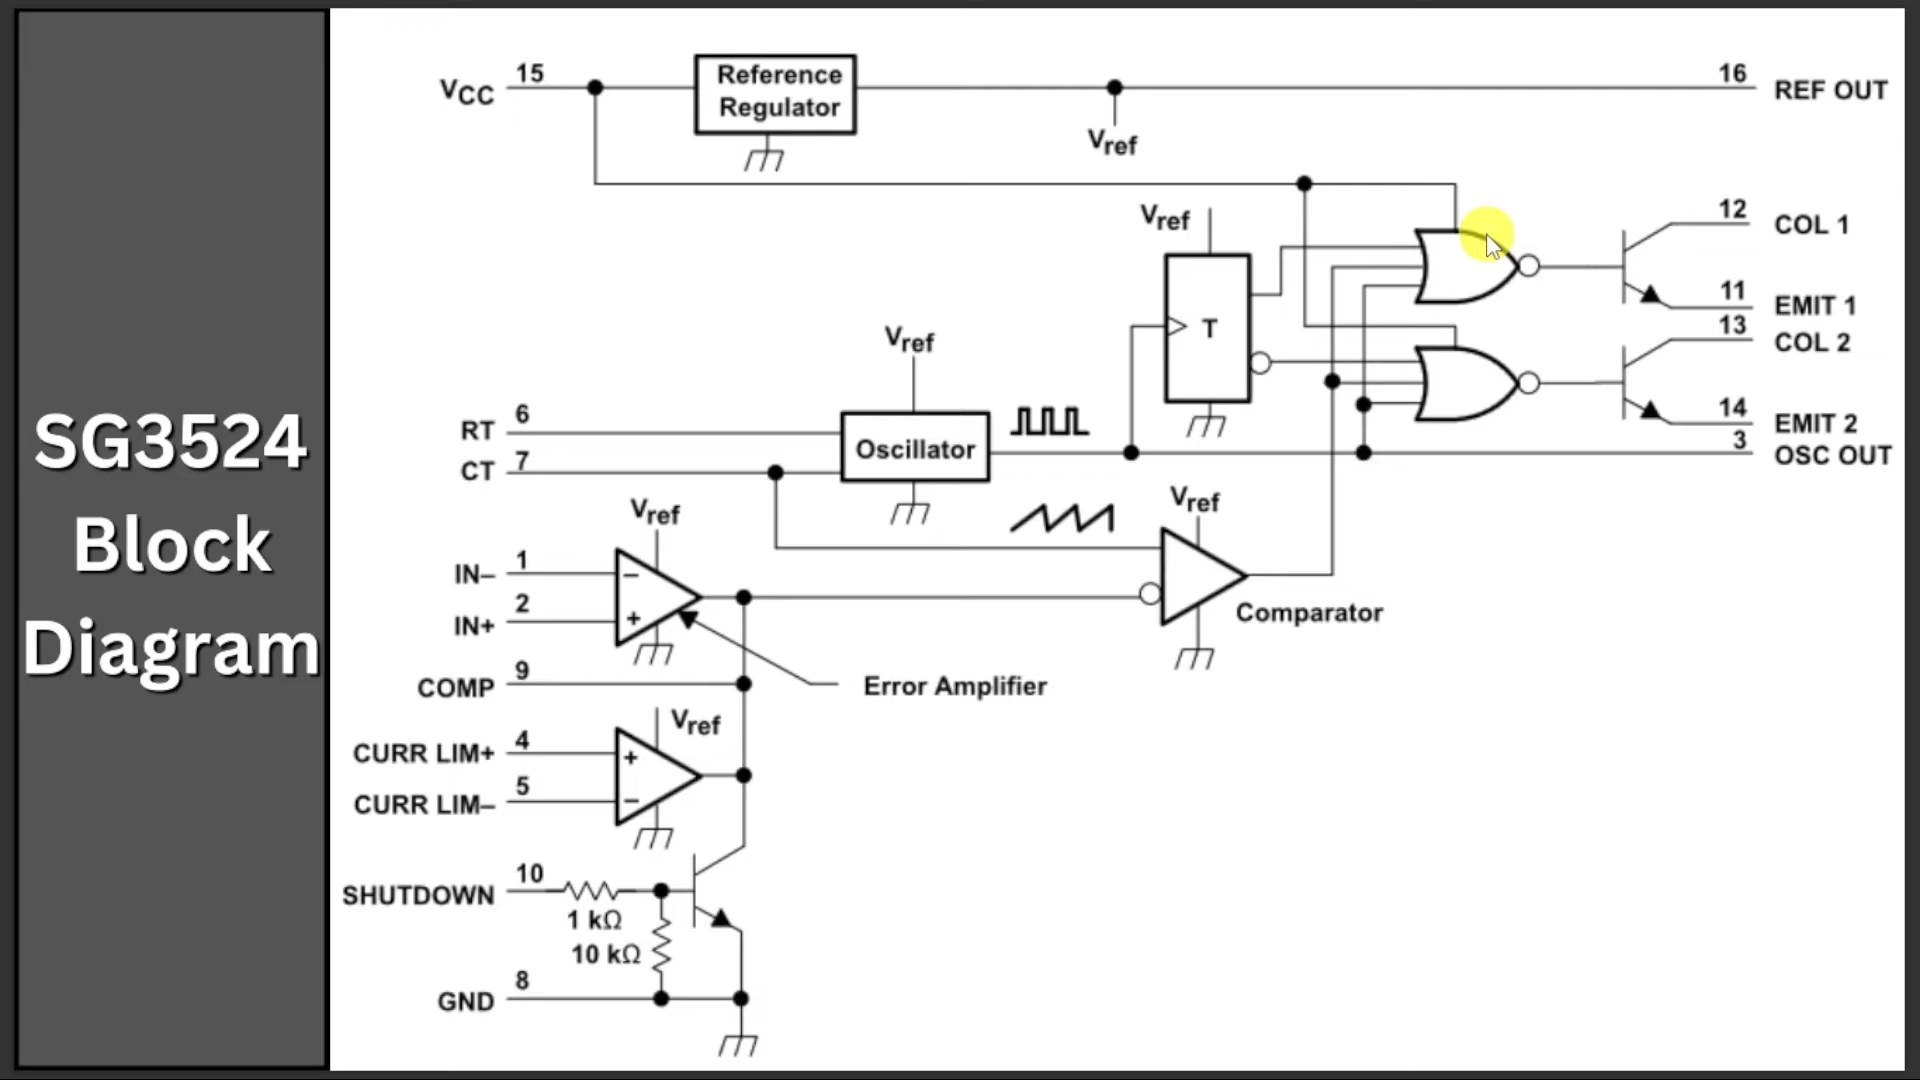 SG3524
Block
Diagram
VCC 15
Reference
Regulator
Vref
16 REF OUT
Vref
12 COL 1
11 EMIT 1
13 COL 2
14 EMIT 2
3 OSC OUT
T
Vref
RT 6
CT 7
Oscillator
Vref
Vref
IN– 1
IN+ 2
Comparator
COMP 9
Error Amplifier
Vref
CURR LIM+ 4
CURR LIM– 5
SHUTDOWN 10
1 kΩ
10 kΩ
GND 8
– +
+ –